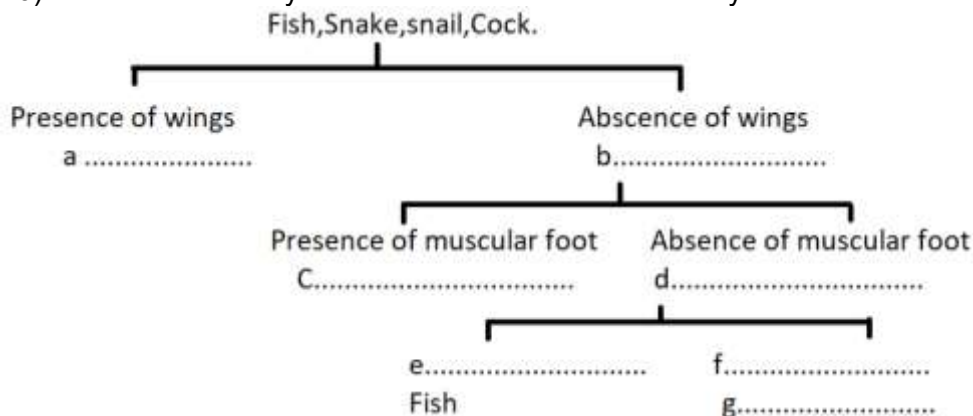 Fish,Snake,snail,Cock.
Presence of wings Abscence of wings
a ..................... b...........................
Presence of muscular foot Absence of muscular foot
C................................. d................................
e............................ f..........................
Fish g.........................